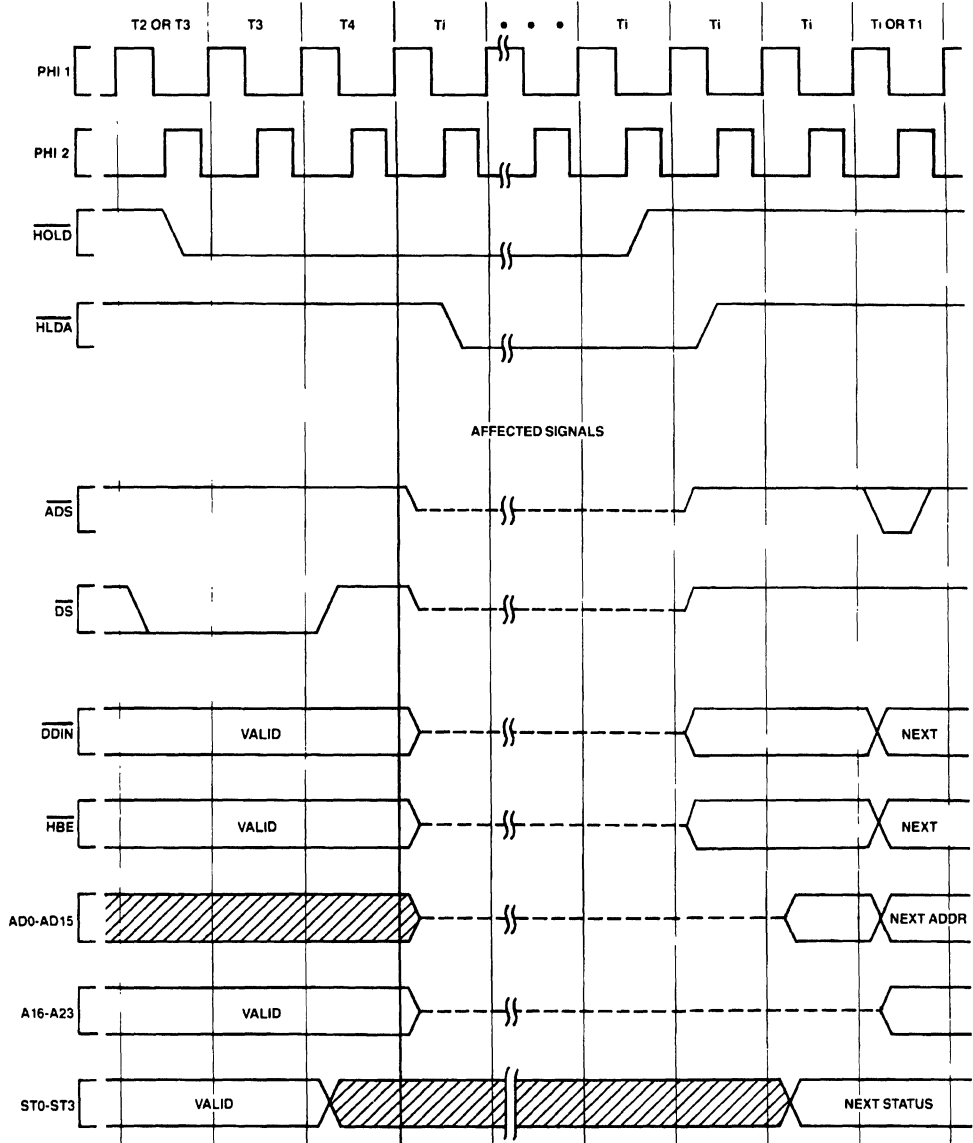 T2 OR T3 T3 T4 Ti • • • Ti Ti Ti Ti OR T1
PHI 1
PHI 2
HOLD
HLDA
AFFECTED SIGNALS
ADS
DS
DDIN VALID NEXT
HBE VALID NEXT
AD0-AD15 NEXT ADDR
A16-A23 VALID
ST0-ST3 VALID NEXT STATUS